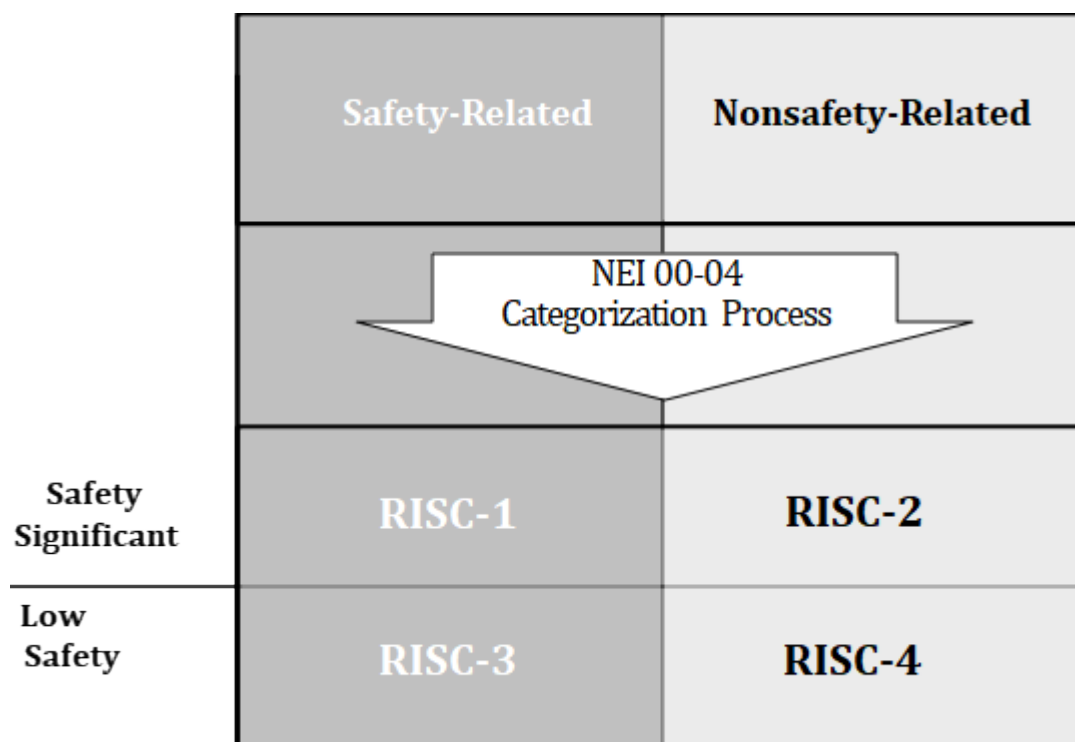 Safety-Related
Nonsafety-Related
NEI 00-04
Categorization Process
Safety
Significant
RISC-1
RISC-2
Low
Safety
RISC-3
RISC-4